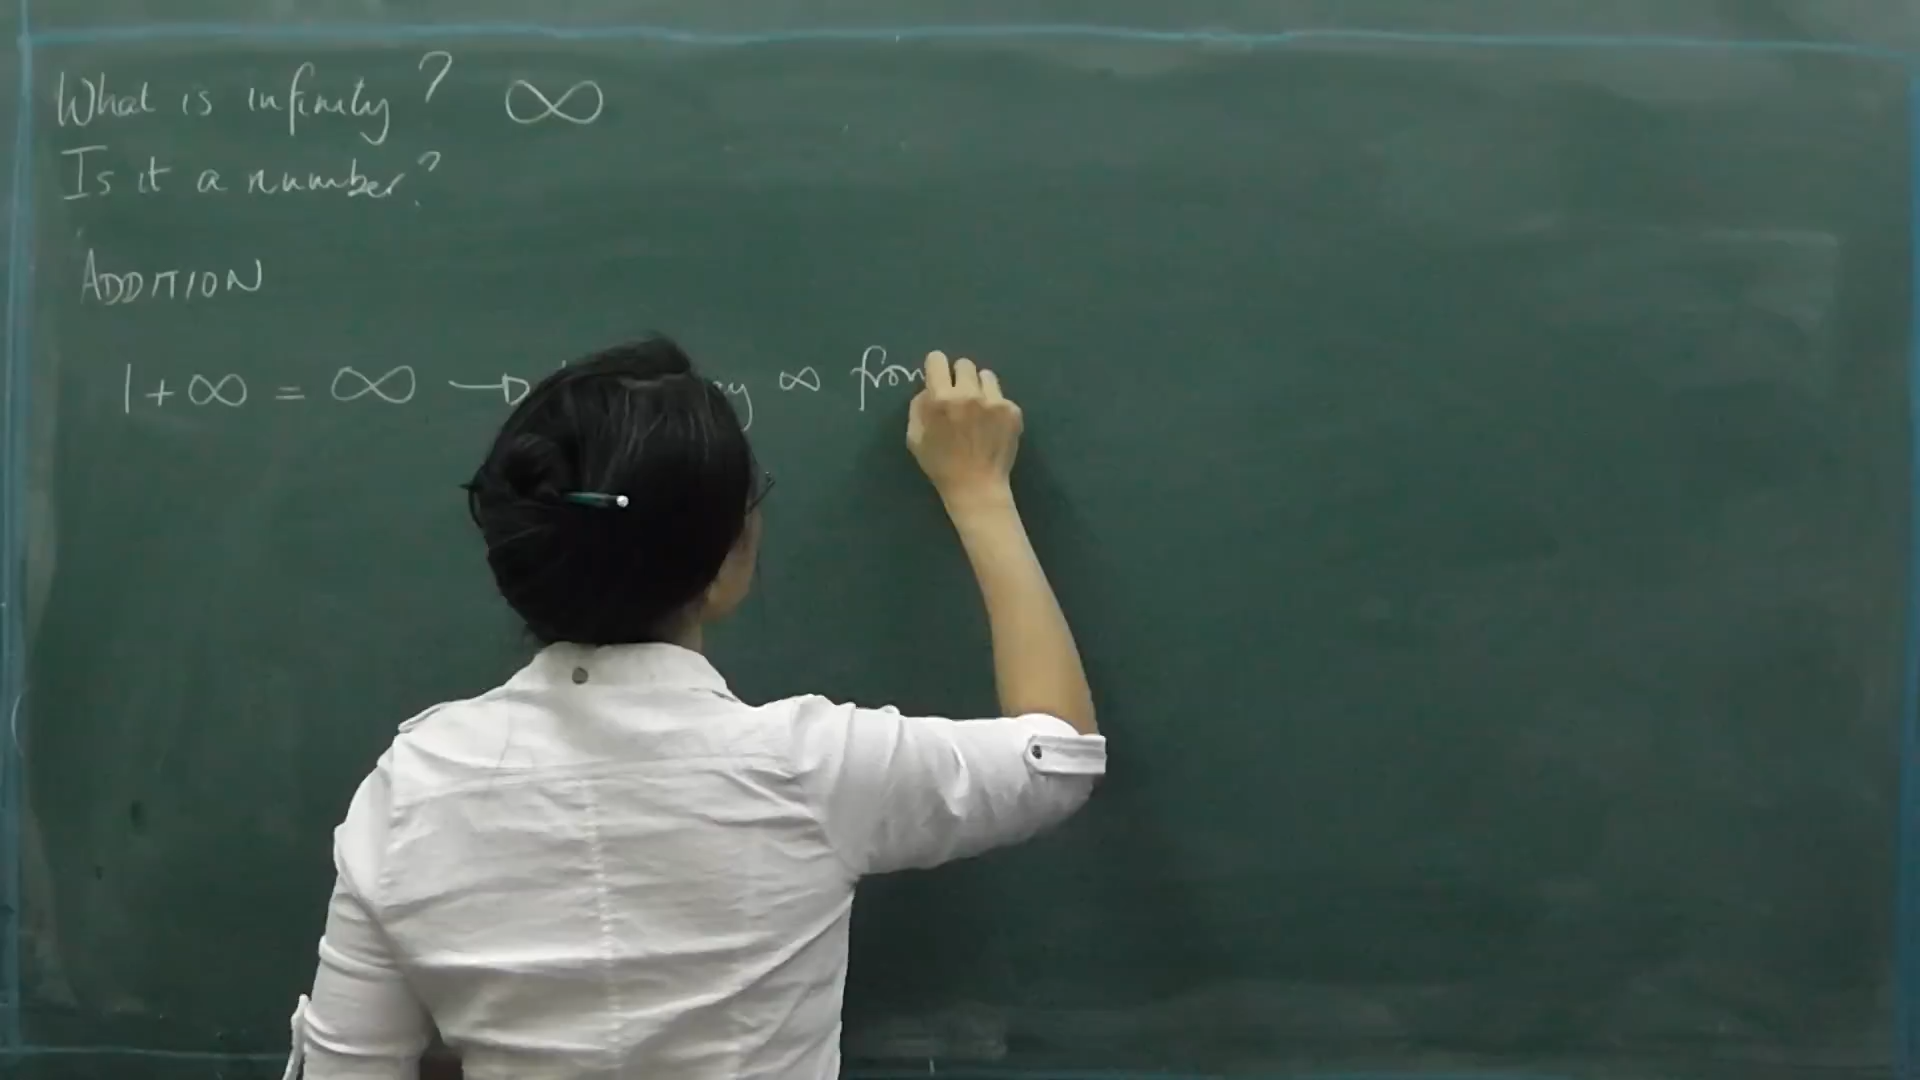 What is infinity? ∞
Is it a number?
ADDITION
1 + ∞ = ∞ → ∞ from